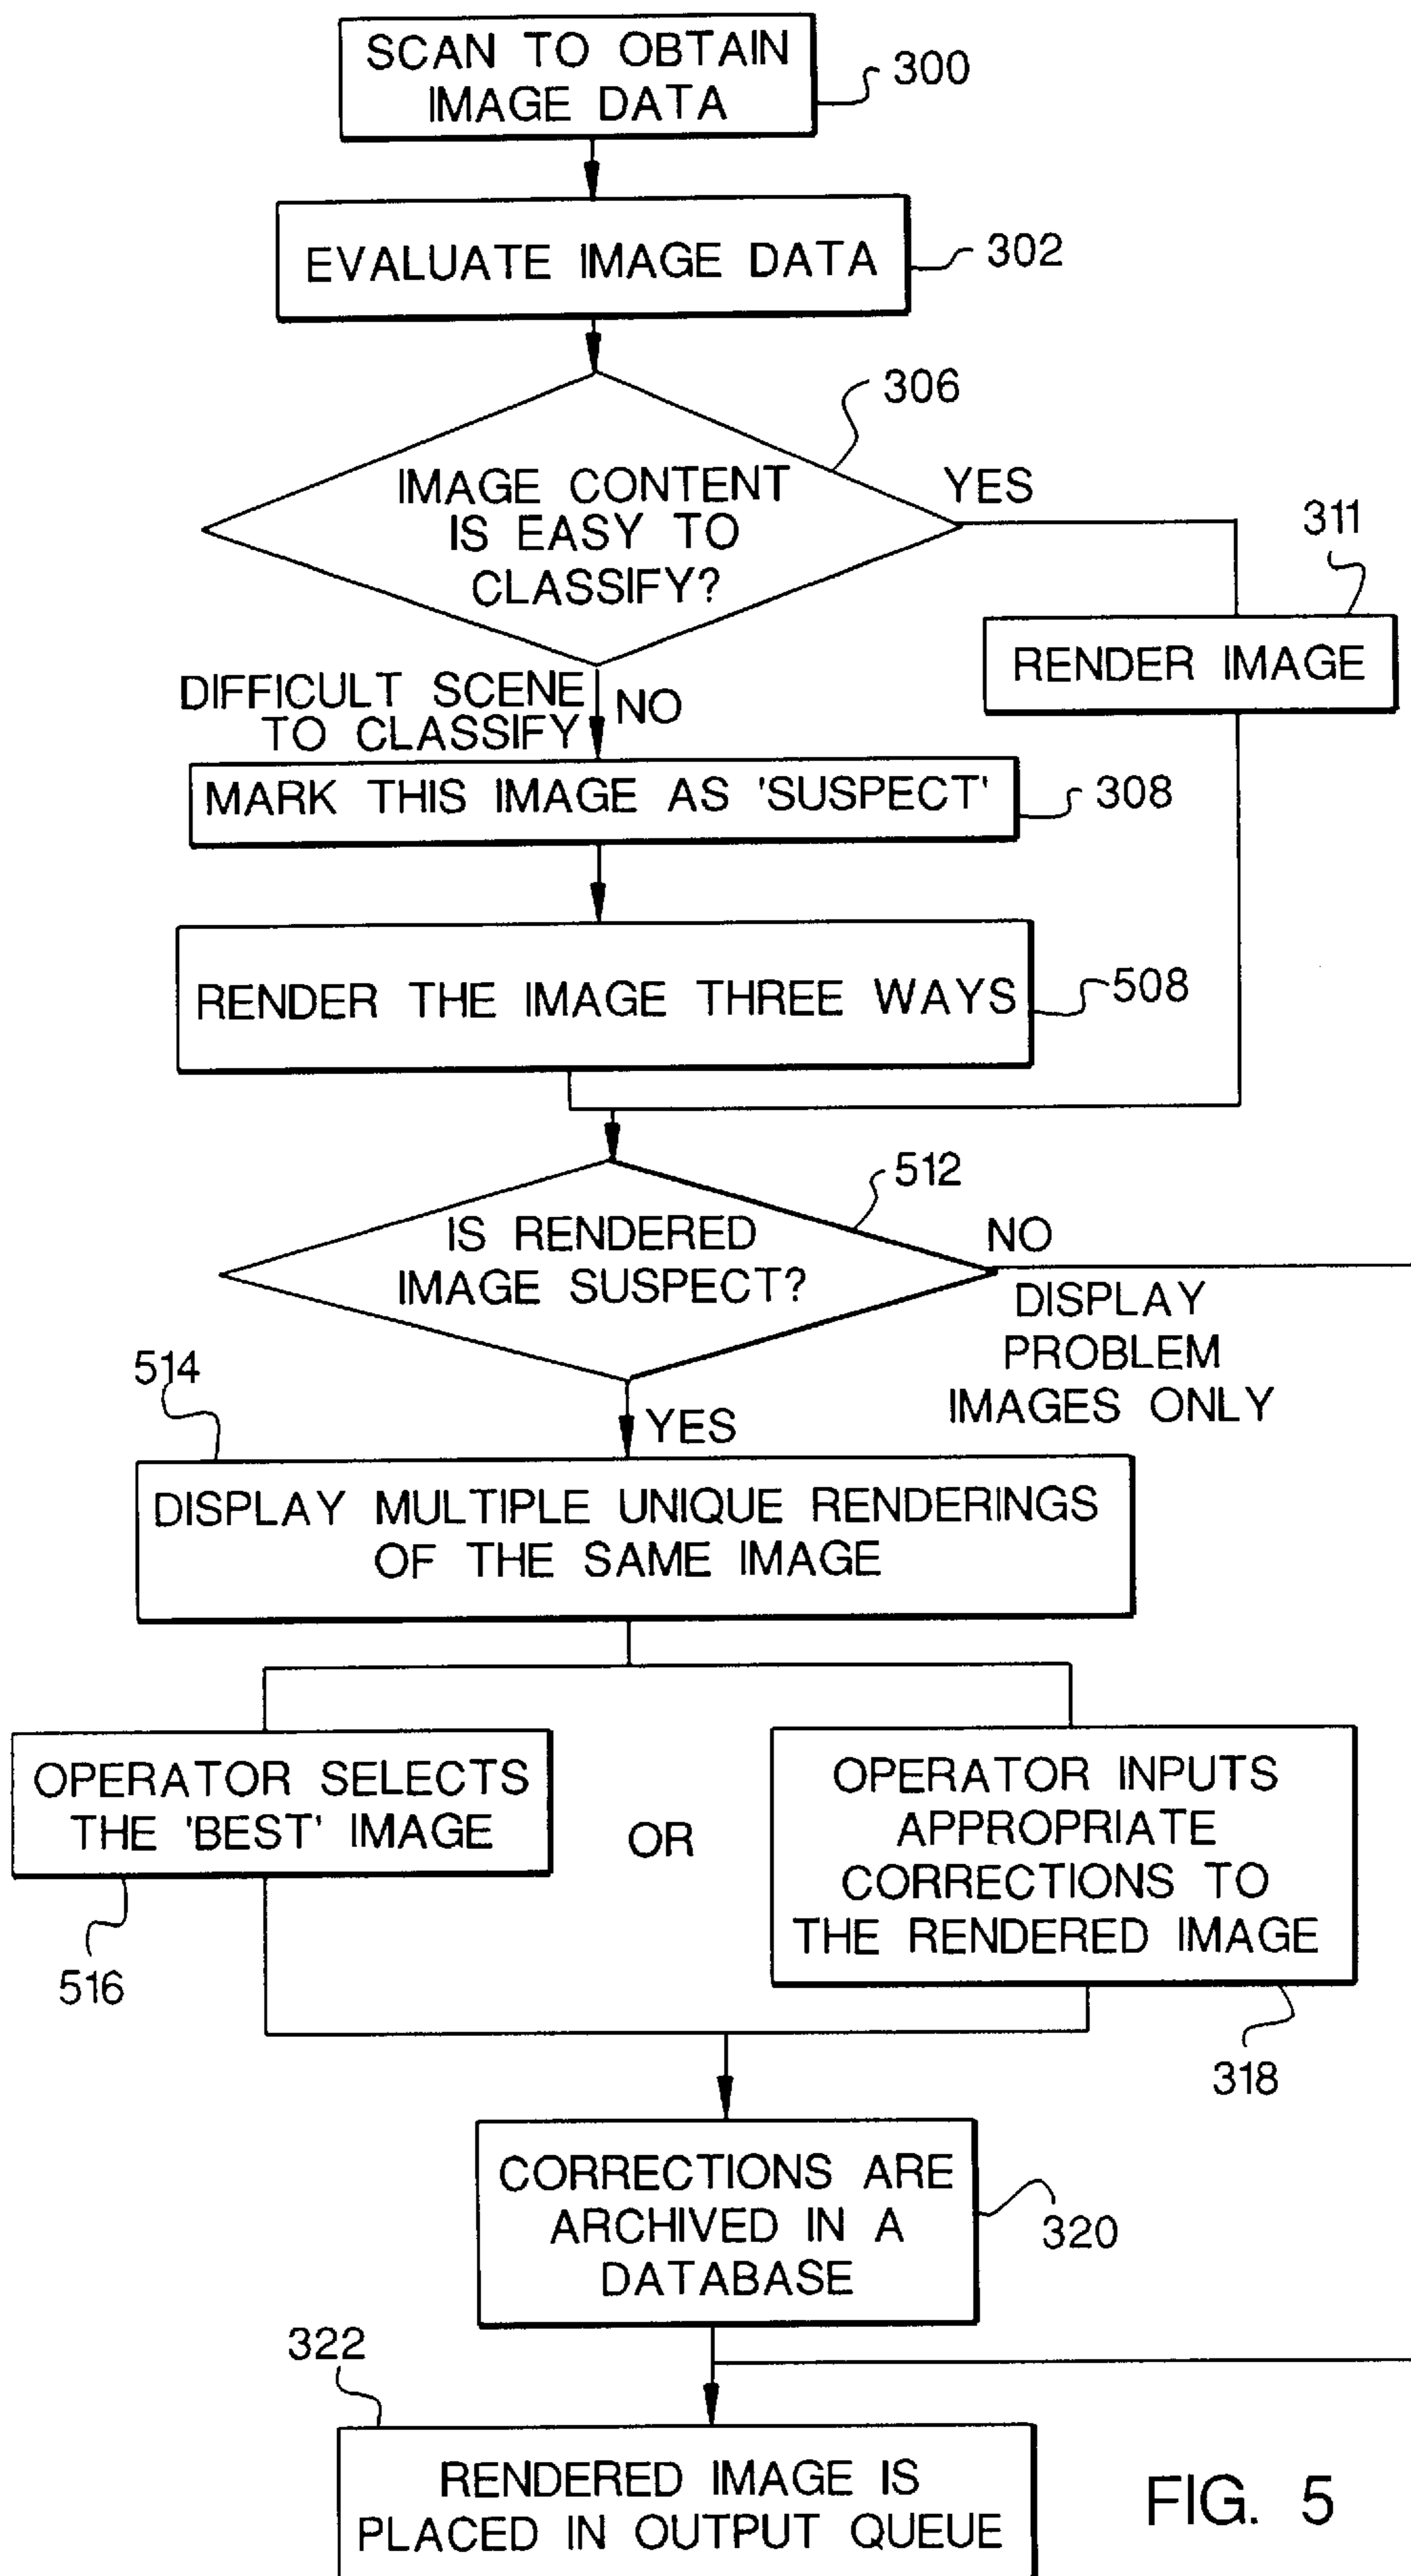 SCAN TO OBTAIN
IMAGE DATA
300
EVALUATE IMAGE DATA
302
306
IMAGE CONTENT
IS EASY TO
CLASSIFY?
YES
311
RENDER IMAGE
DIFFICULT SCENE
TO CLASSIFY
NO
MARK THIS IMAGE AS 'SUSPECT'
308
RENDER THE IMAGE THREE WAYS
508
512
IS RENDERED
IMAGE SUSPECT?
NO
DISPLAY
PROBLEM
IMAGES ONLY
514
YES
DISPLAY MULTIPLE UNIQUE RENDERINGS
OF THE SAME IMAGE
OPERATOR SELECTS
THE 'BEST' IMAGE
516
OR
OPERATOR INPUTS
APPROPRIATE
CORRECTIONS TO
THE RENDERED IMAGE
318
CORRECTIONS ARE
ARCHIVED IN A
DATABASE
320
322
RENDERED IMAGE IS
PLACED IN OUTPUT QUEUE
FIG. 5